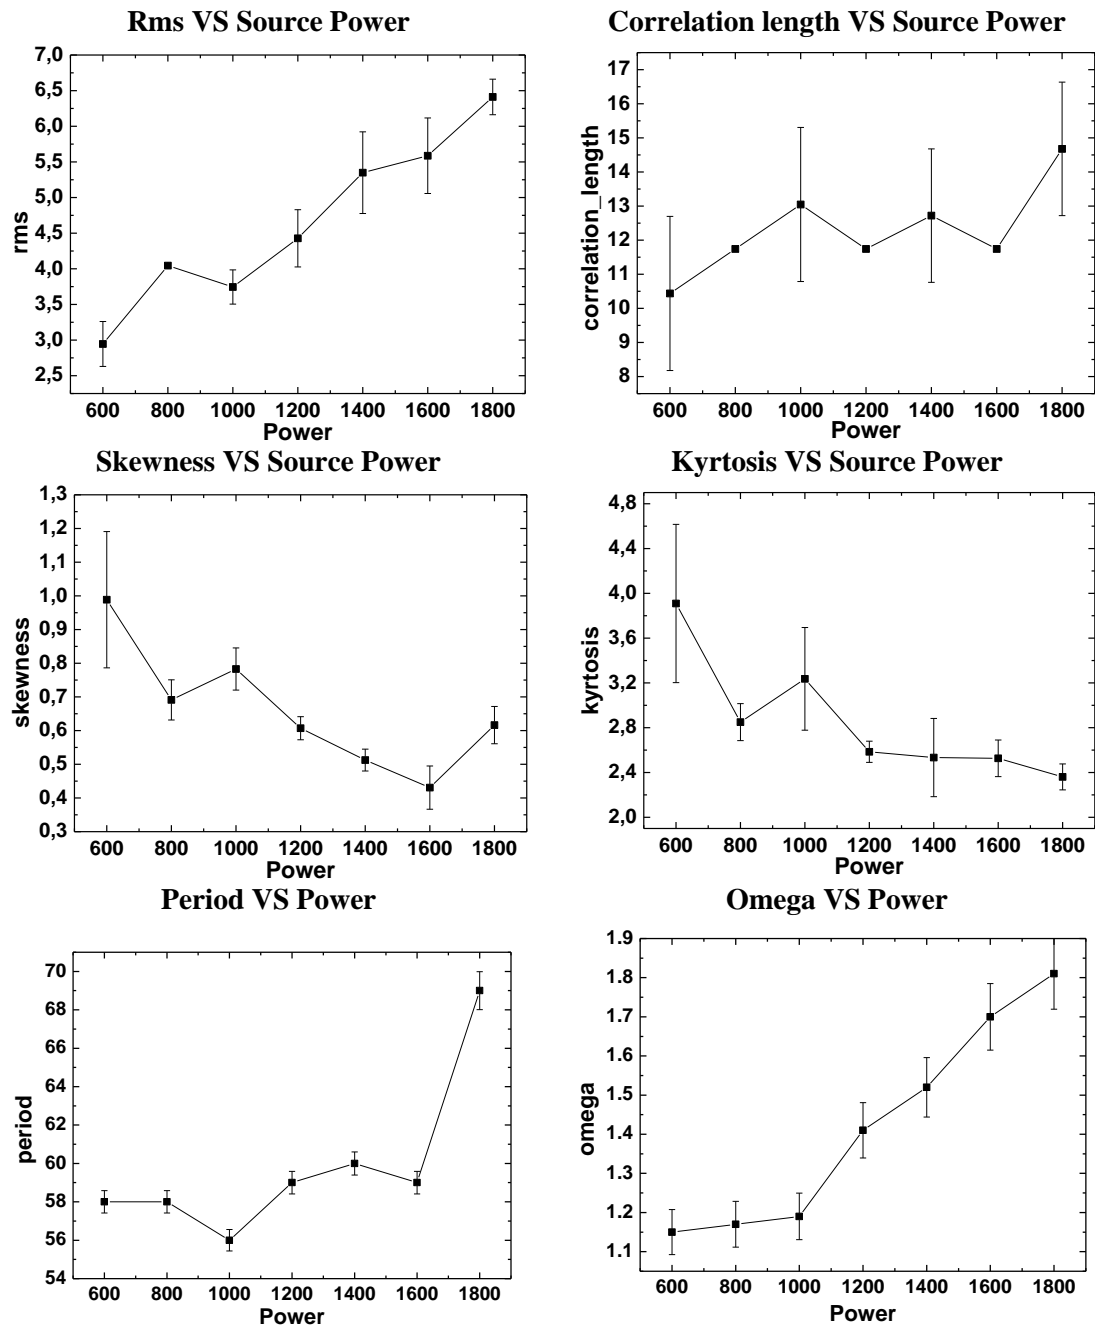 Rms VS Source Power
7,0
6,5
6,0
5,5
5,0
4,5
4,0
3,5
3,0
2,5
rms
600 800 1000 1200 1400 1600 1800
Power
Correlation length VS Source Power
17
16
15
14
13
12
11
10
9
8
correlation_length
600 800 1000 1200 1400 1600 1800
Power
Skewness VS Source Power
1,3
1,2
1,1
1,0
0,9
0,8
0,7
0,6
0,5
0,4
0,3
skewness
600 800 1000 1200 1400 1600 1800
Power
Kyrtosis VS Source Power
4,8
4,4
4,0
3,6
3,2
2,8
2,4
2,0
kyrtosis
600 800 1000 1200 1400 1600 1800
Power
Period VS Power
70
68
66
64
62
60
58
56
54
period
600 800 1000 1200 1400 1600 1800
Power
Omega VS Power
1.9
1.8
1.7
1.6
1.5
1.4
1.3
1.2
1.1
omega
600 800 1000 1200 1400 1600 1800
Power